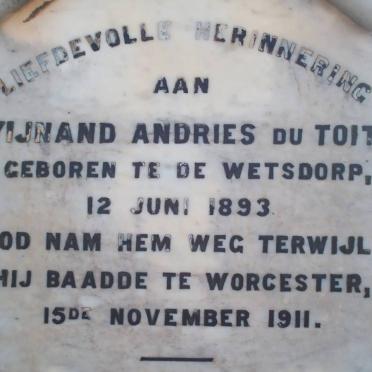 LIEFDEVOLLE HERINNERING
AAN
WIJNAND ANDRIES DU TOIT
GEBOREN TE DE WETSDORP,
12 JUNI 1893
GOD NAM HEM WEG TERWIJL
HIJ BAADDE TE WORCESTER,
15DE NOVEMBER 1911.